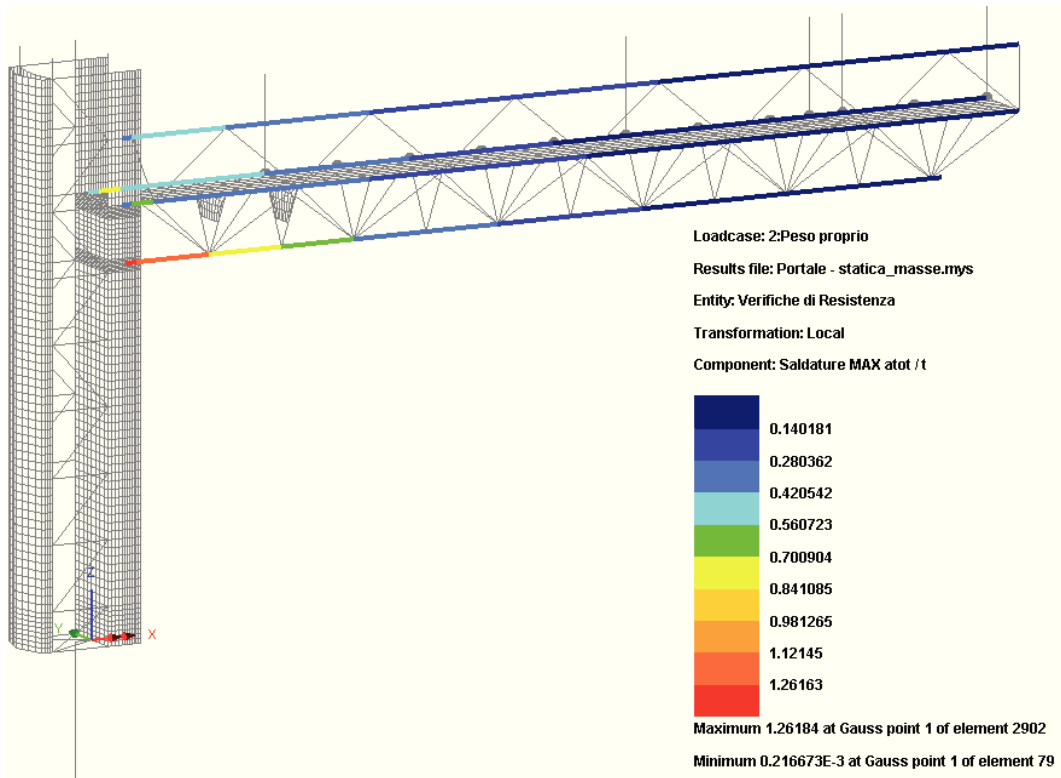 Loadcase: 2:Peso proprio
Results file: Portale - statica_masse.mys
Entity: Verifiche di Resistenza
Transformation: Local
Component: Saldature MAX atot / t
0.140181
0.280362
0.420542
0.560723
0.700904
0.841085
0.981265
1.12145
1.26163
Z
Y
X
Maximum 1.26184 at Gauss point 1 of element 2902
Minimum 0.216673E-3 at Gauss point 1 of element 79